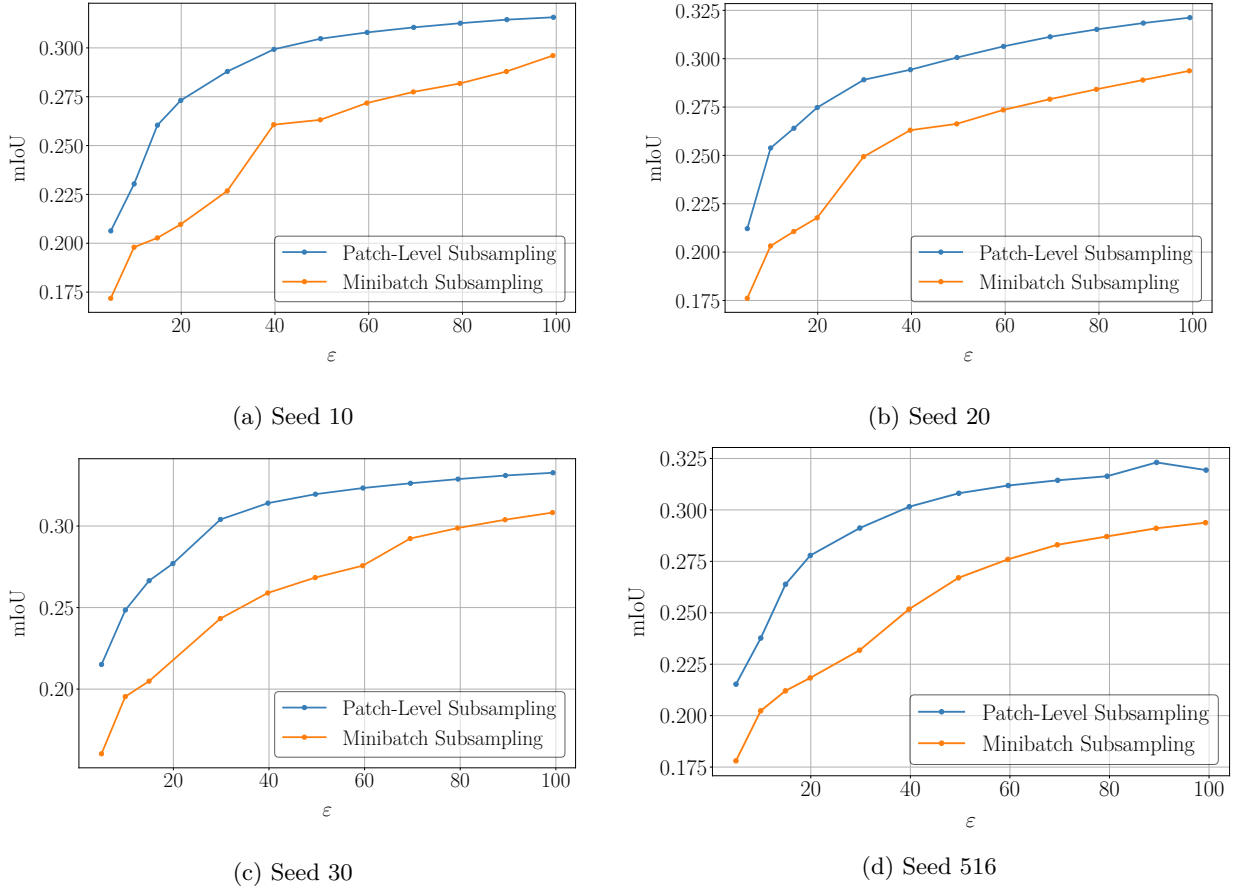 0.300
0.275
0.250
0.225
0.200
0.175
mIoU
20
40
60
80
100
ε
Patch-Level Subsampling
Minibatch Subsampling
(a) Seed 10
0.325
0.300
0.275
0.250
0.225
0.200
0.175
mIoU
20
40
60
80
100
ε
Patch-Level Subsampling
Minibatch Subsampling
(b) Seed 20
0.30
0.25
0.20
mIoU
20
40
60
80
100
ε
Patch-Level Subsampling
Minibatch Subsampling
(c) Seed 30
0.325
0.300
0.275
0.250
0.225
0.200
0.175
mIoU
20
40
60
80
100
ε
Patch-Level Subsampling
Minibatch Subsampling
(d) Seed 516